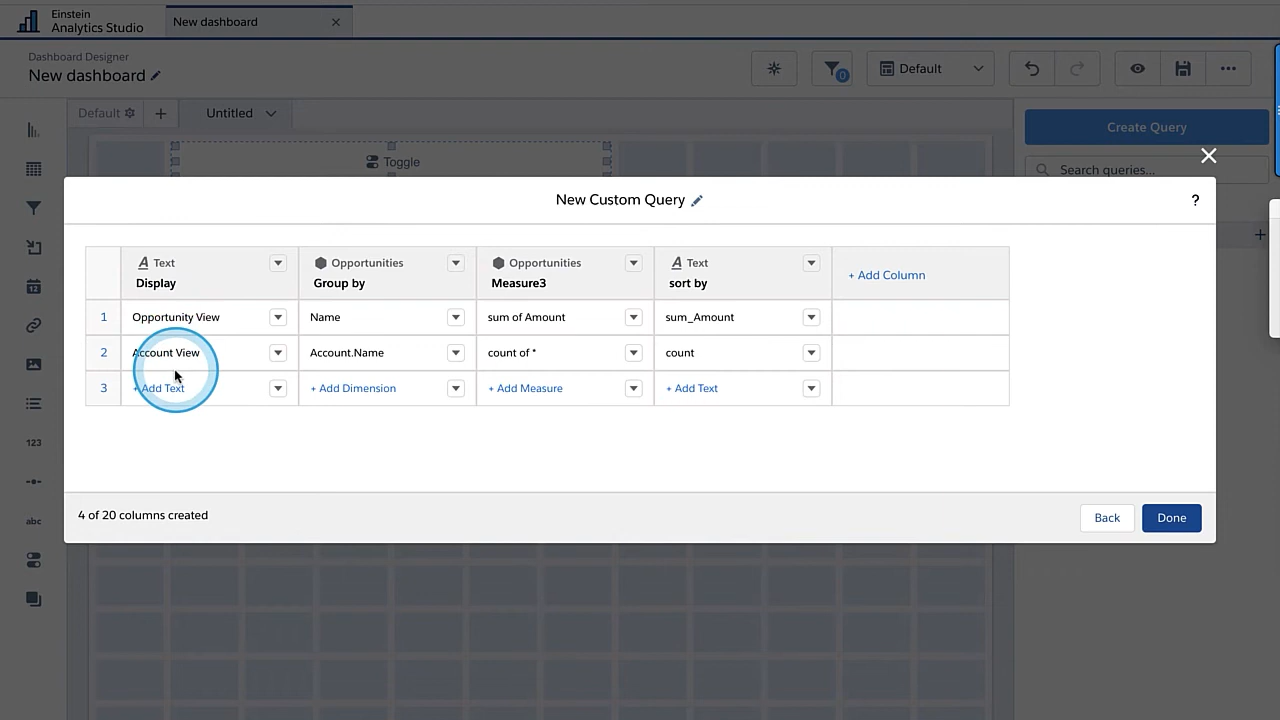 Einstein
Analytics Studio
New dashboard
Dashboard Designer
New dashboard
0
Default
Default
Untitled
Create Query
Toggle
Search queries...
New Custom Query
?
Text
Display
Opportunities
Group by
Opportunities
Measure3
Text
sort by
+ Add Column
1
Opportunity View
Name
sum of Amount
sum_Amount
2
Account View
Account.Name
count of *
count
3
+ Add Text
+ Add Dimension
+ Add Measure
+ Add Text
12
123
abc
4 of 20 columns created
Back
Done